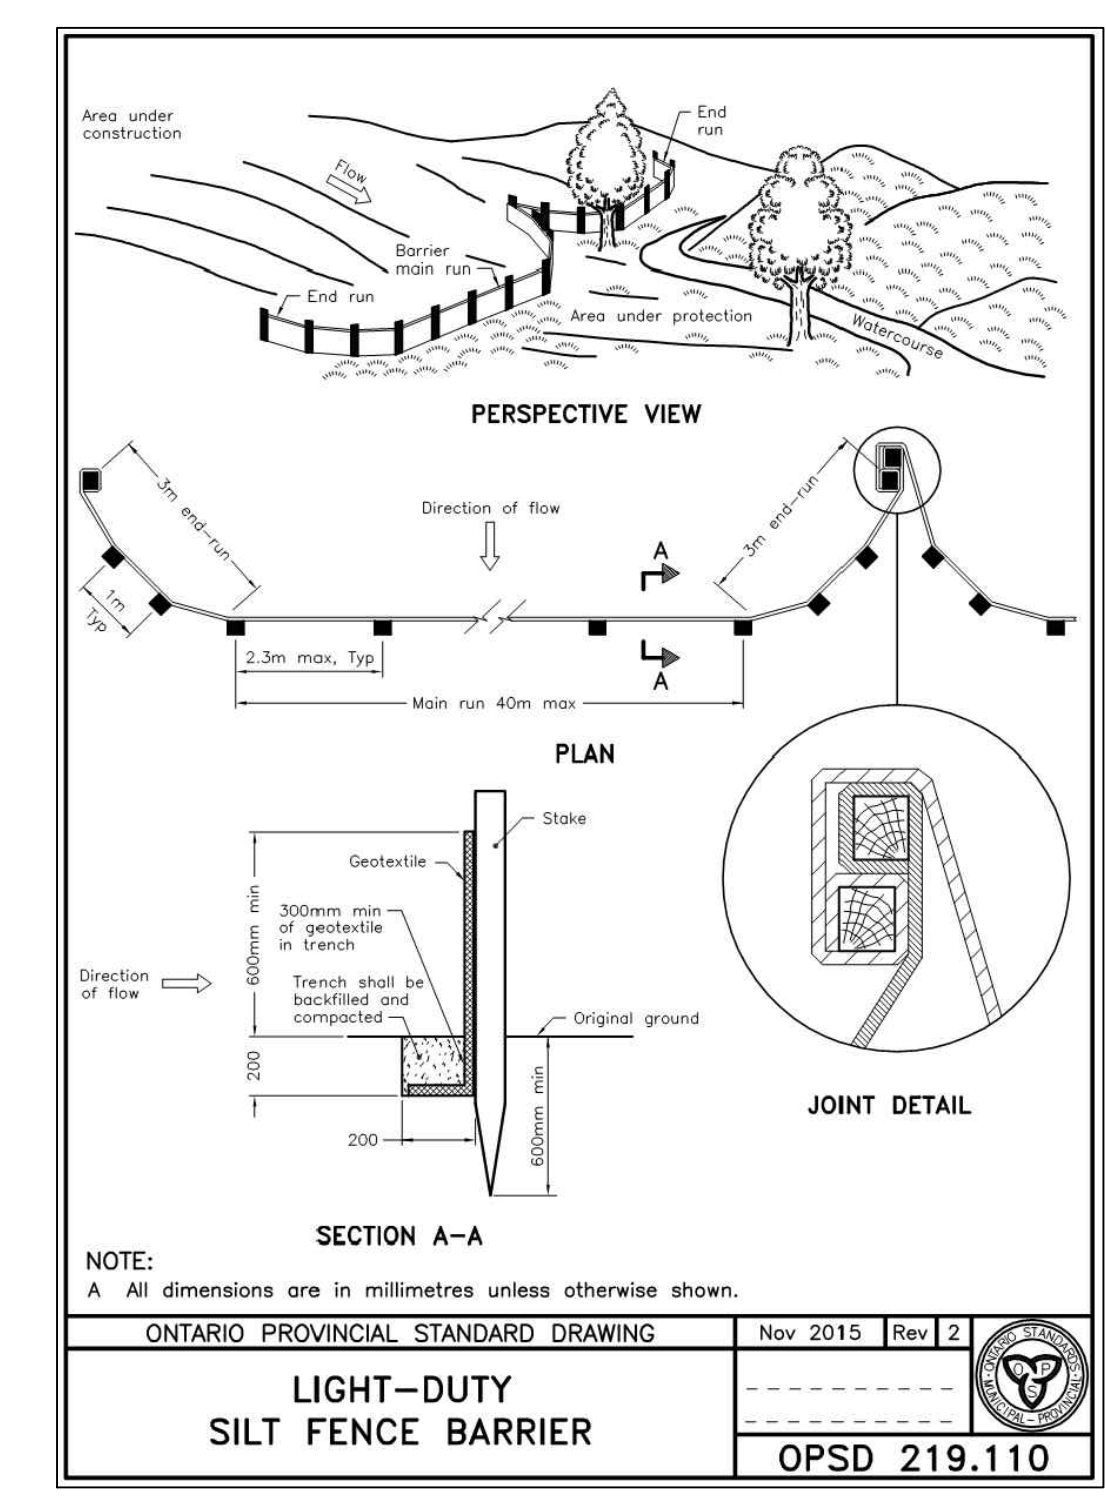 Area under
construction
End
run
Flow
Barrier
main run
End run
Area under protection
Watercourse
PERSPECTIVE VIEW
3m end-run
Direction of flow
3m end-run
A
1m
Typ
2.3m max, Typ
A
Main run 40m max
PLAN
Stake
Geotextile
600mm min
300mm min
of geotextile
in trench
Direction
of flow
Trench shall be
backfilled and
compacted
Original ground
200
600mm min
200
JOINT DETAIL
SECTION A-A
NOTE:
A All dimensions are in millimetres unless otherwise shown.
ONTARIO PROVINCIAL STANDARD DRAWING
Nov 2015
Rev
2
ONTARIO STANDARDS
OPS
MUNICIPAL - PROVINCIAL
LIGHT-DUTY
SILT FENCE BARRIER
OPSD 219.110